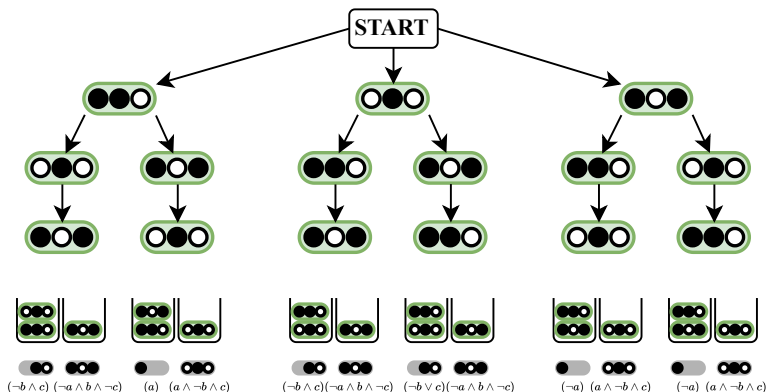 START
(¬b ∧ c) (¬a ∧ b ∧ ¬c) (a) (a ∧ ¬b ∧ c) (¬b ∧ c) (¬a ∧ b ∧ ¬c) (¬b ∨ c) (¬a ∧ b ∧ ¬c) (¬a) (a ∧ ¬b ∧ c) (¬a) (a ∧ ¬b ∧ c)